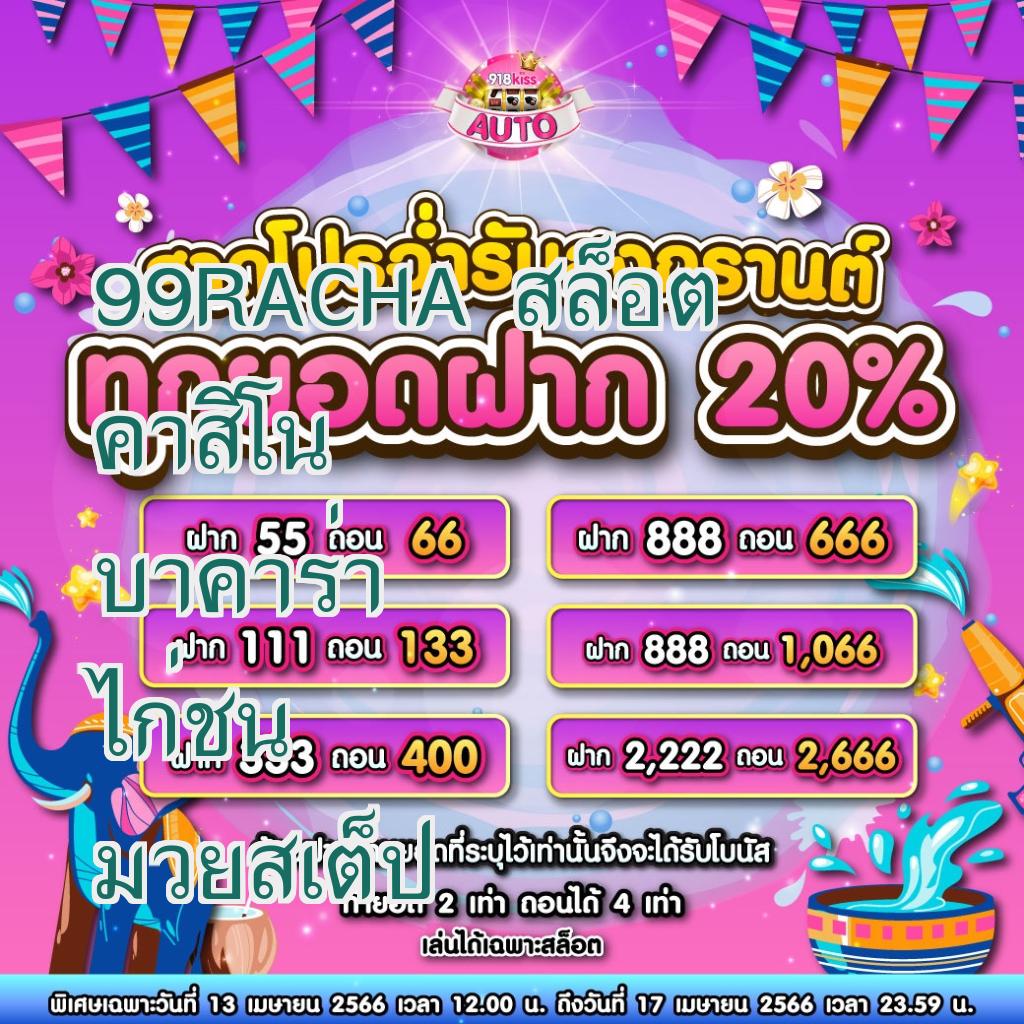 918kiss
AUTO
99RACHA สล็อต
ทุกยอดฝาก 20%
คาสิโน
ฝาก 55 ถอน 66
ฝาก 888 ถอน 666
บาคาร่า
ฝาก 111 ถอน 133
ฝาก 888 ถอน 1,066
ไก่ชน
ถอน 400
ฝาก 2,222 ถอน 2,666
มวยสเต็ป
ที่ระบุไว้เท่านั้นจึงจะได้รับโบนัส
2 เท่า ถอนได้ 4 เท่า
เล่นได้เฉพาะสล็อต
พิเศษเฉพาะวันที่ 13 เมษายน 2566 เวลา 12.00 น. ถึงวันที่ 17 เมษายน 2566 เวลา 23.59 น.